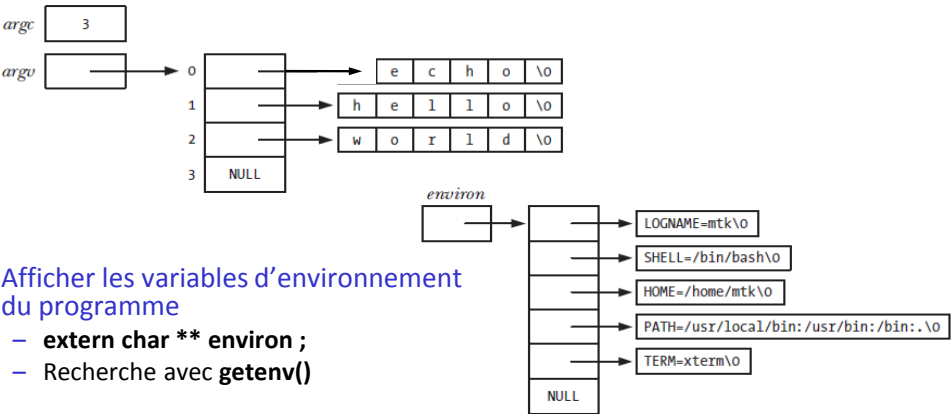 argc 3
argv
0 e c h o \0
1 h e l l o \0
2 w o r l d \0
3 NULL
environ
LOGNAME=mtk\0
SHELL=/bin/bash\0
HOME=/home/mtk\0
PATH=/usr/local/bin:/usr/bin:/bin:.\0
TERM=xterm\0
NULL
Afficher les variables d’environnement
du programme
– extern char ** environ ;
– Recherche avec getenv()